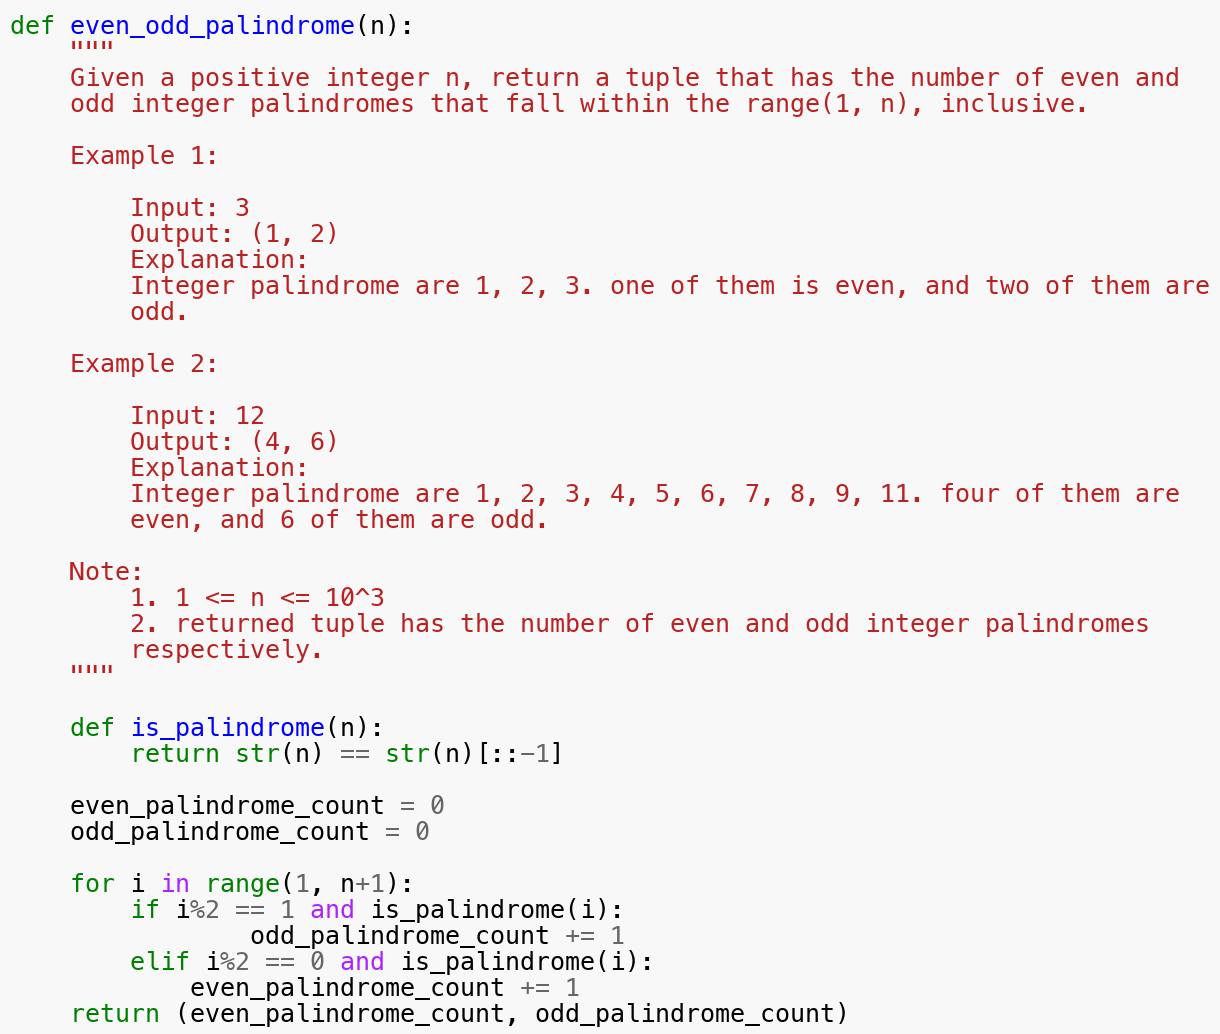 def even_odd_palindrome(n):
    """
    Given a positive integer n, return a tuple that has the number of even and
    odd integer palindromes that fall within the range(1, n), inclusive.

    Example 1:

        Input: 3
        Output: (1, 2)
        Explanation:
        Integer palindrome are 1, 2, 3. one of them is even, and two of them are
        odd.

    Example 2:

        Input: 12
        Output: (4, 6)
        Explanation:
        Integer palindrome are 1, 2, 3, 4, 5, 6, 7, 8, 9, 11. four of them are
        even, and 6 of them are odd.

    Note:
        1. 1 <= n <= 10^3
        2. returned tuple has the number of even and odd integer palindromes
        respectively.
    """

    def is_palindrome(n):
        return str(n) == str(n)[::-1]

    even_palindrome_count = 0
    odd_palindrome_count = 0

    for i in range(1, n+1):
        if i%2 == 1 and is_palindrome(i):
                odd_palindrome_count += 1
        elif i%2 == 0 and is_palindrome(i):
            even_palindrome_count += 1
    return (even_palindrome_count, odd_palindrome_count)